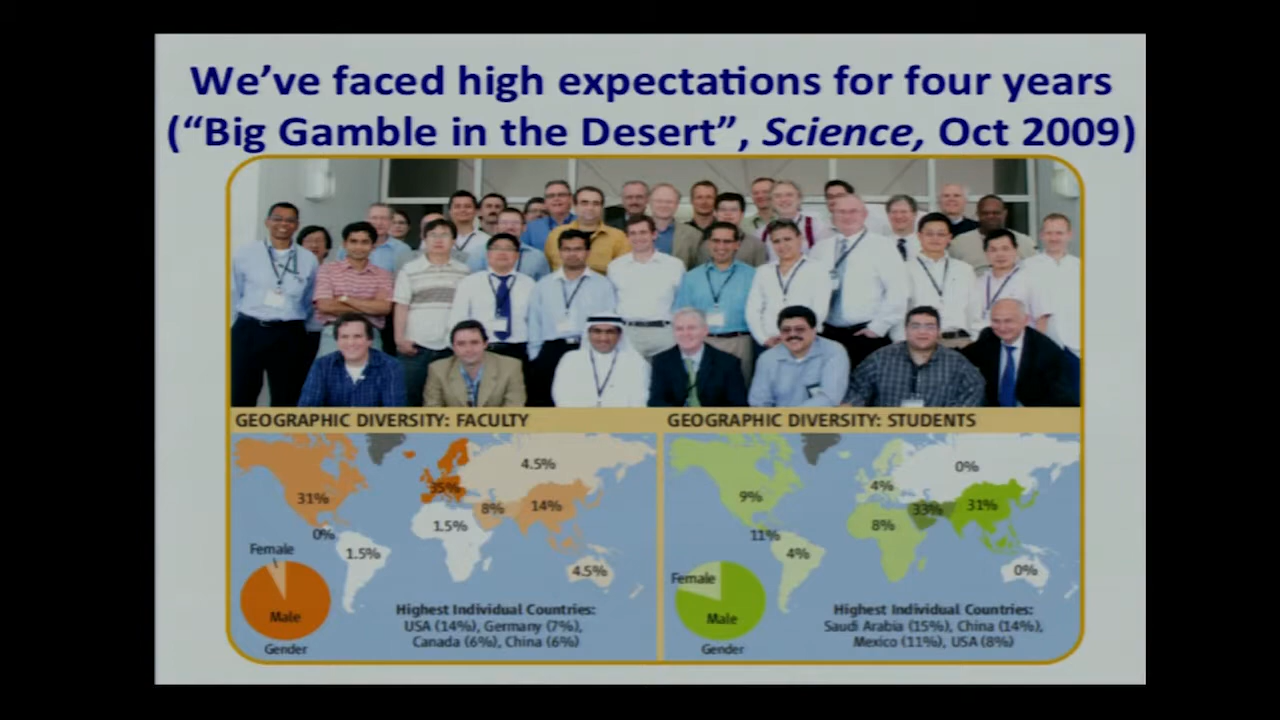 We've faced high expectations for four years
("Big Gamble in the Desert", Science, Oct 2009)
GEOGRAPHIC DIVERSITY: FACULTY
31%
0%
1.5%
1.5%
35%
8%
4.5%
14%
4.5%
Female
Male
Gender
Highest Individual Countries:
USA (14%), Germany (7%),
Canada (6%), China (6%)
GEOGRAPHIC DIVERSITY: STUDENTS
9%
11%
4%
4%
8%
33%
0%
31%
0%
Female
Male
Gender
Highest Individual Countries:
Saudi Arabia (15%), China (14%),
Mexico (11%), USA (8%)